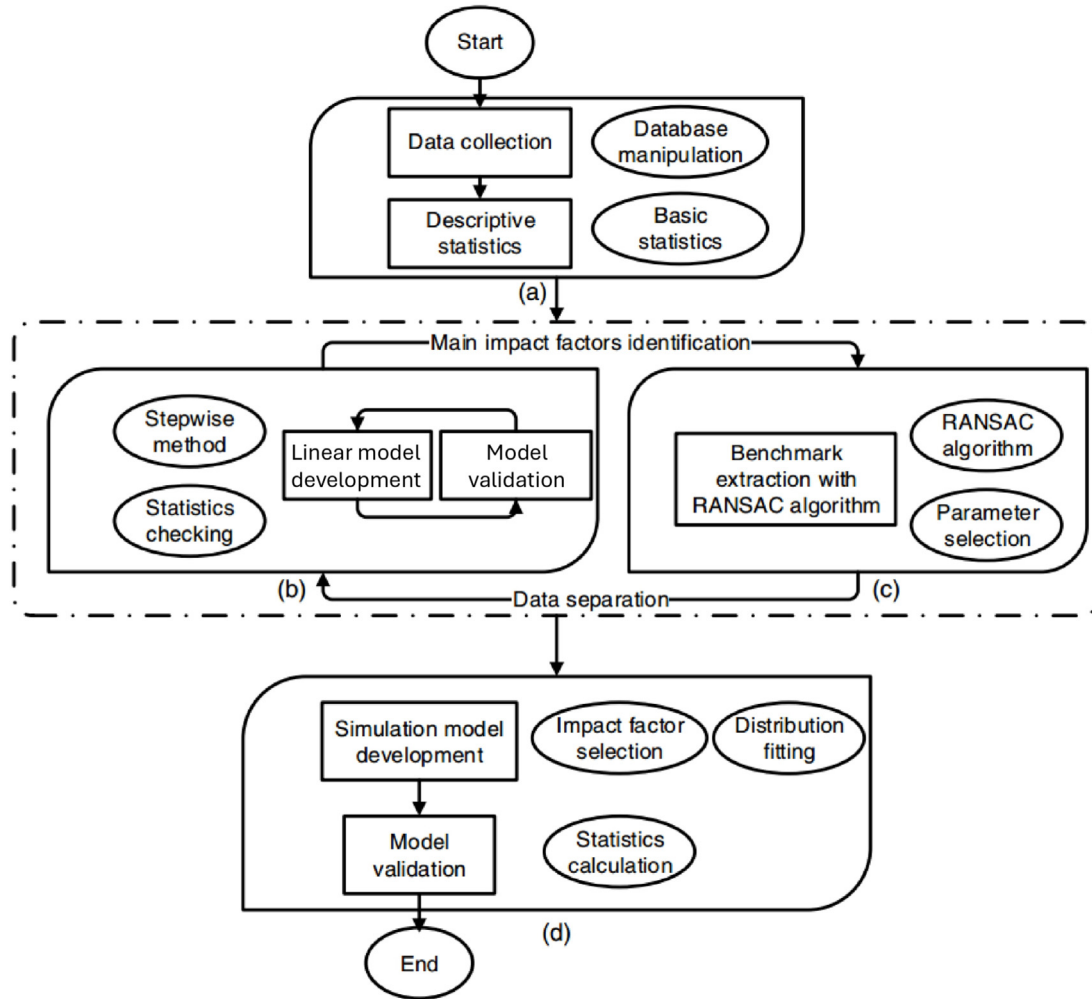 Start
Data collection
Database
manipulation
Descriptive
statistics
Basic
statistics
(a)
Main impact factors identification
Stepwise
method
Statistics
checking
Linear model
development
Model
validation
(b)
Benchmark
extraction with
RANSAC algorithm
RANSAC
algorithm
Parameter
selection
(c)
Data separation
Simulation model
development
Impact factor
selection
Distribution
fitting
Model
validation
Statistics
calculation
(d)
End